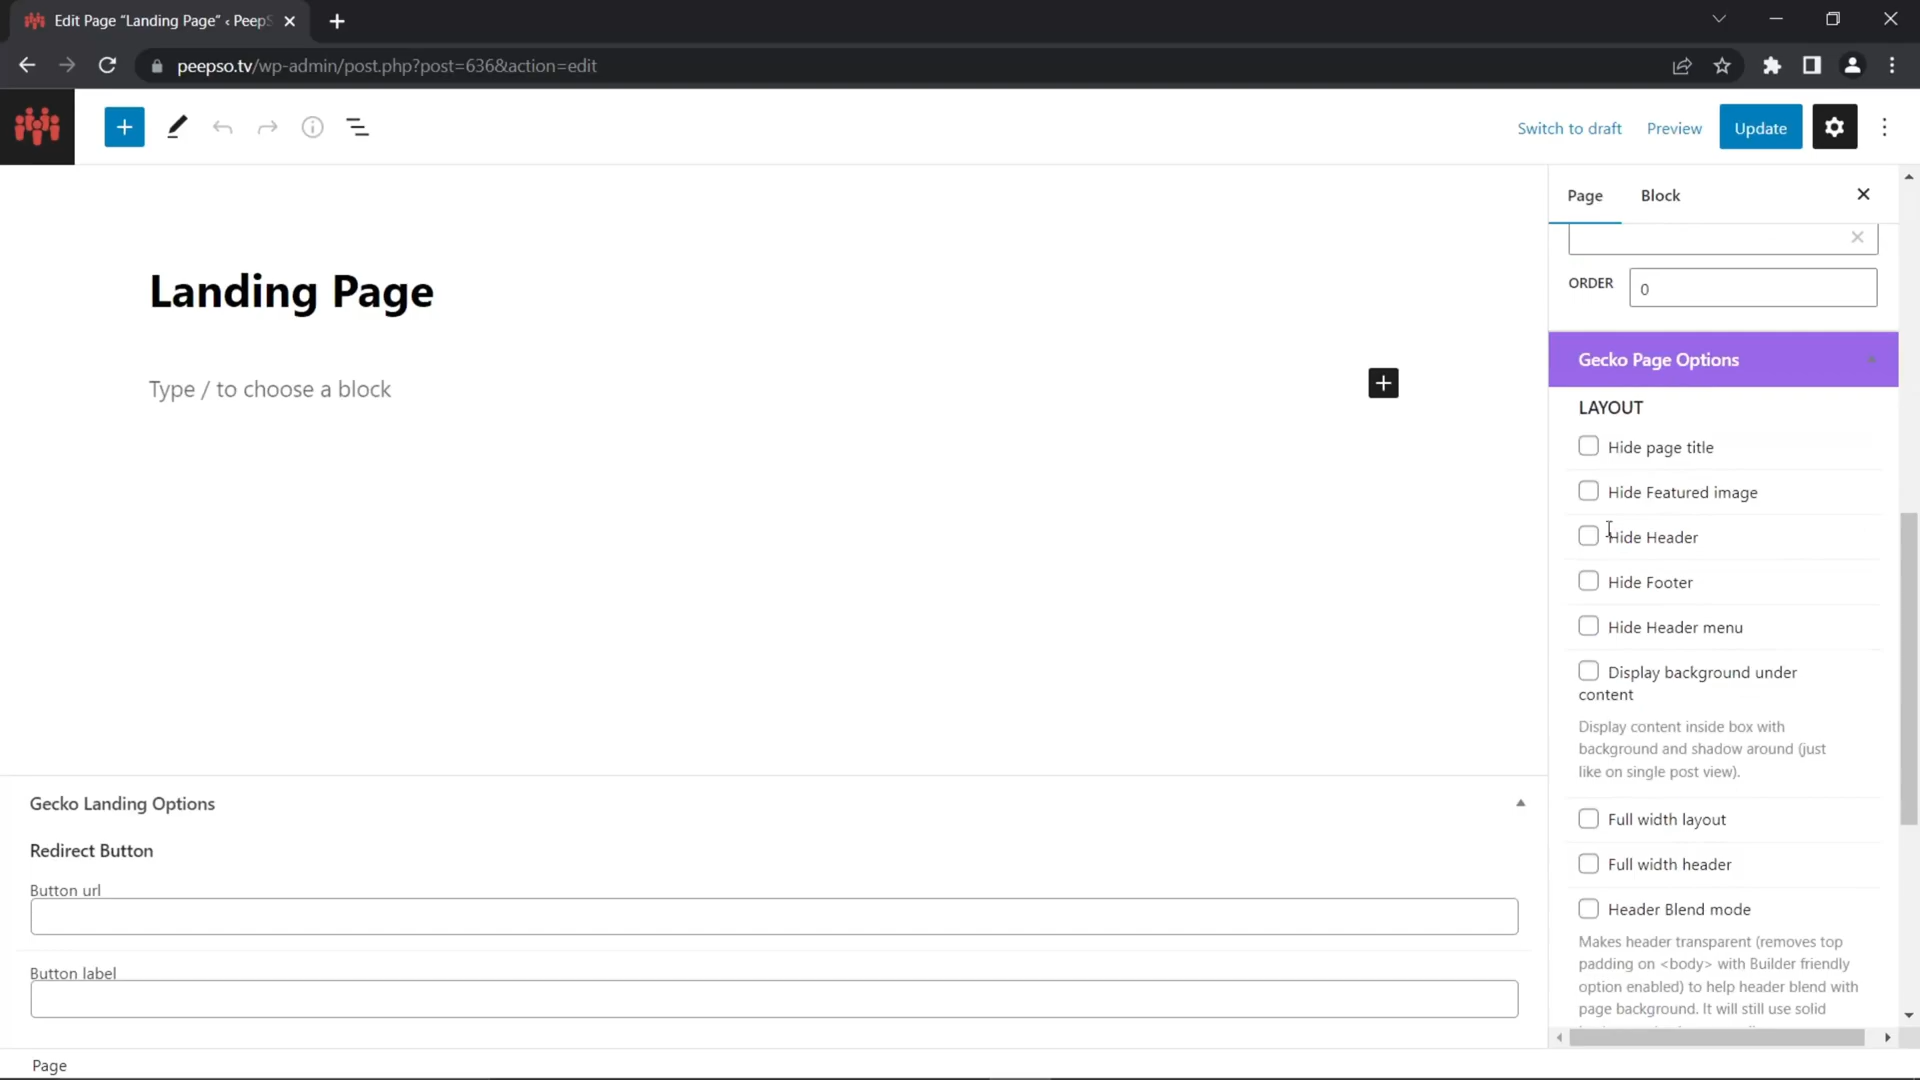 Edit Page “Landing Page” ‹ PeepS
peepso.tv/wp-admin/post.php?post=636&action=edit
Switch to draft
Preview
Update
Page
Block
Landing Page
Type / to choose a block
ORDER
0
Gecko Page Options
LAYOUT
Hide page title
Hide Featured image
Hide Header
Hide Footer
Hide Header menu
Display background under
content
Display content inside box with
background and shadow around (just
like on single post view).
Full width layout
Full width header
Header Blend mode
Makes header transparent (removes top
padding on <body> with Builder friendly
option enabled) to help header blend with
page background. It will still use solid
Gecko Landing Options
Redirect Button
Button url
Button label
Page